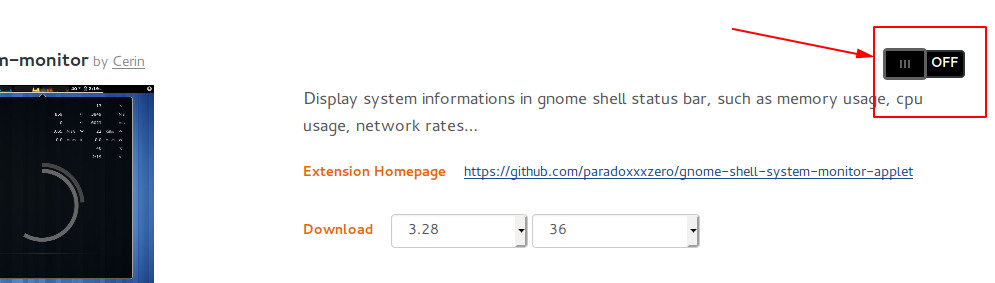 m-monitor by Cerin
OFF
Display system informations in gnome shell status bar, such as memory usage, cpu
usage, network rates...
Extension Homepage https://github.com/paradoxxxzero/gnome-shell-system-monitor-applet
Download 3.28 36